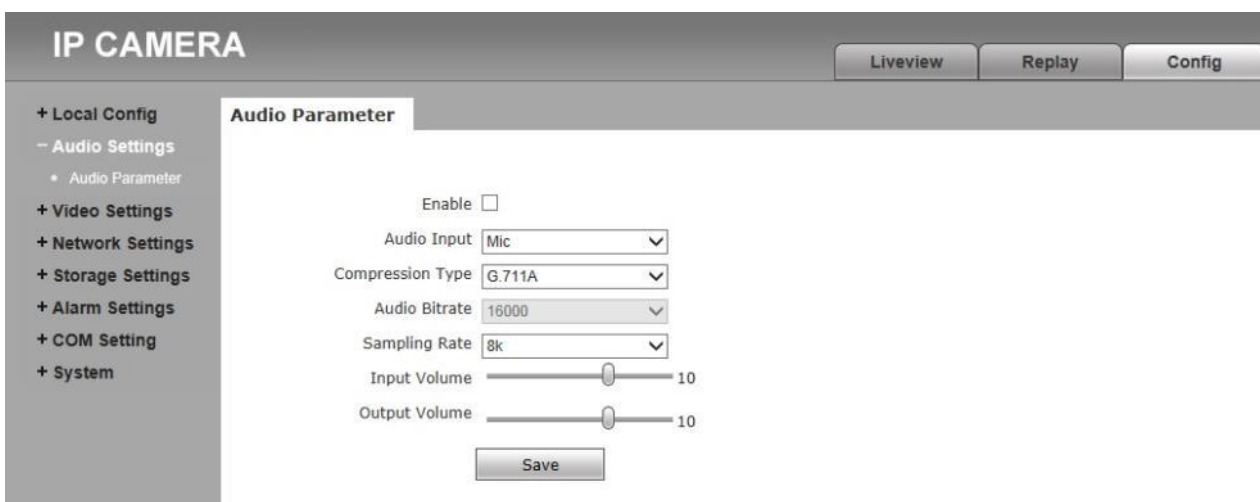 IP CAMERA
Liveview Replay Config
+ Local Config
- Audio Settings
• Audio Parameter
+ Video Settings
+ Network Settings
+ Storage Settings
+ Alarm Settings
+ COM Setting
+ System
Audio Parameter
Enable
Audio Input Mic
Compression Type G.711A
Audio Bitrate 16000
Sampling Rate 8k
Input Volume 10
Output Volume 10
Save